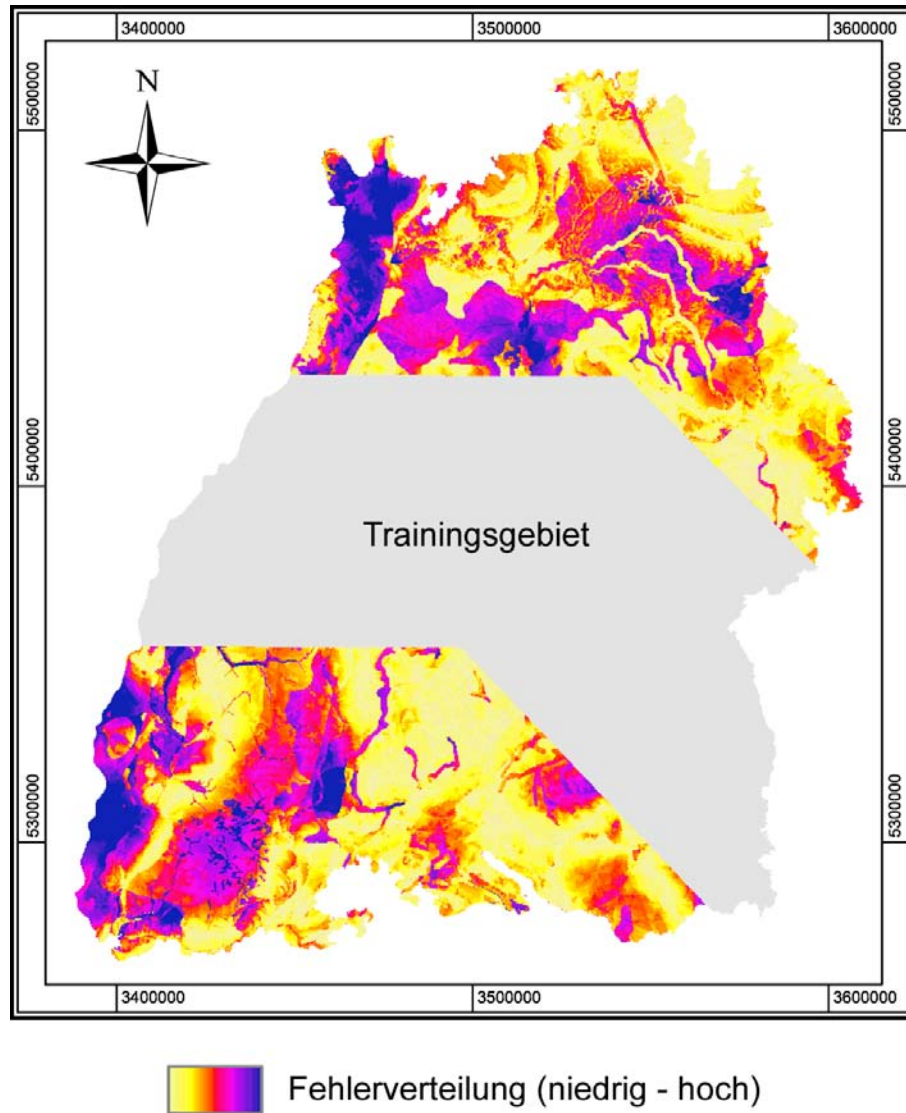 3400000 3500000 3600000
N
5500000 5500000
5400000 5400000
Trainingsgebiet
5300000 5300000
3400000 3500000 3600000
Fehlerverteilung (niedrig - hoch)